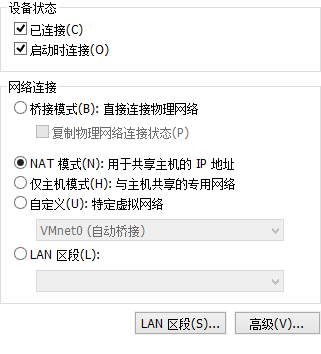 设备状态
已连接(C)
启动时连接(O)
网络连接
桥接模式(B): 直接连接物理网络
复制物理网络连接状态(P)
NAT 模式(N): 用于共享主机的 IP 地址
仅主机模式(H): 与主机共享的专用网络
自定义(U): 特定虚拟网络
VMnet0 (自动桥接)
LAN 区段(L):
LAN 区段(S)... 高级(V)...